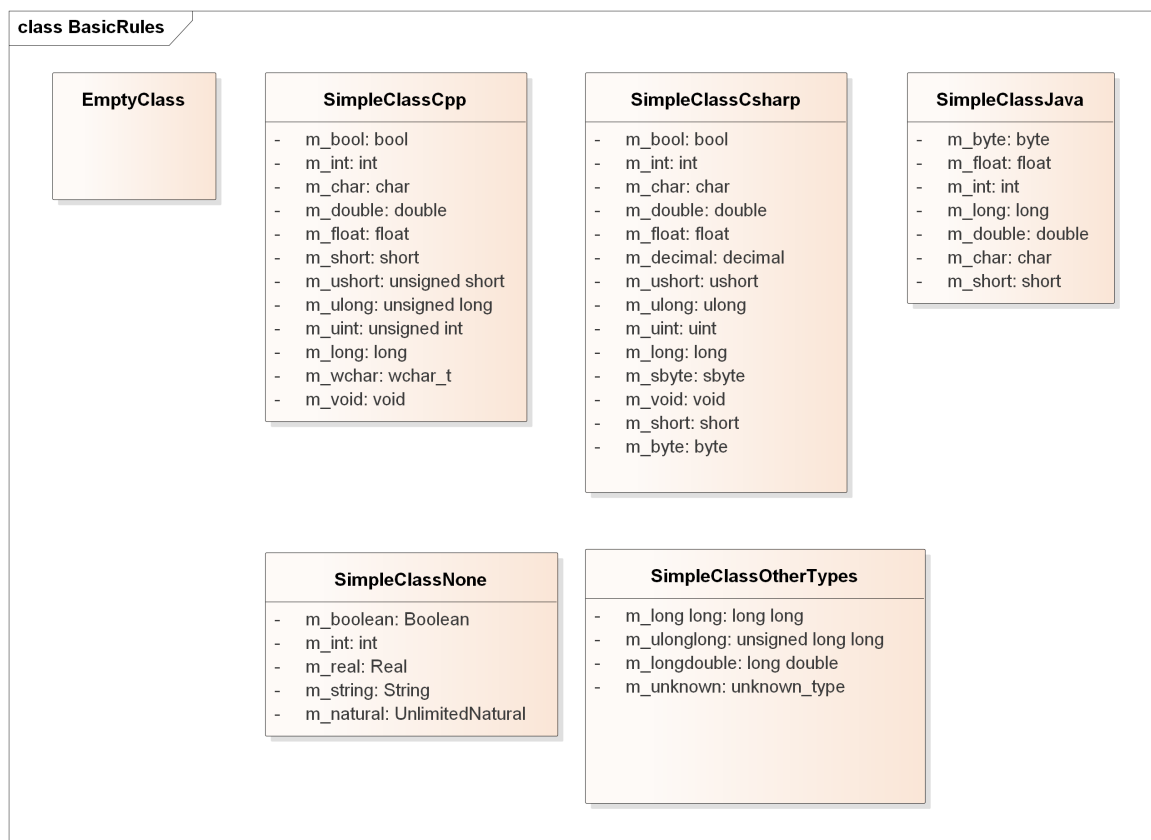 class BasicRules
EmptyClass
SimpleClassCpp
- m_bool: bool
- m_int: int
- m_char: char
- m_double: double
- m_float: float
- m_short: short
- m_ushort: unsigned short
- m_ulong: unsigned long
- m_uint: unsigned int
- m_long: long
- m_wchar: wchar_t
- m_void: void
SimpleClassCsharp
- m_bool: bool
- m_int: int
- m_char: char
- m_double: double
- m_float: float
- m_decimal: decimal
- m_ushort: ushort
- m_ulong: ulong
- m_uint: uint
- m_long: long
- m_sbyte: sbyte
- m_void: void
- m_short: short
- m_byte: byte
SimpleClassJava
- m_byte: byte
- m_float: float
- m_int: int
- m_long: long
- m_double: double
- m_char: char
- m_short: short
SimpleClassNone
- m_boolean: Boolean
- m_int: int
- m_real: Real
- m_string: String
- m_natural: UnlimitedNatural
SimpleClassOtherTypes
- m_long long: long long
- m_ulonglong: unsigned long long
- m_longdouble: long double
- m_unknown: unknown_type